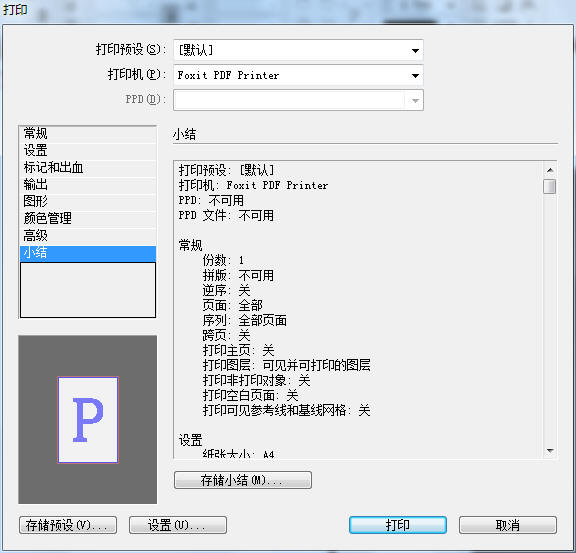 打印
打印预设(S): [默认]
打印机(P): Foxit PDF Printer
PPD(D):
常规
设置
标记和出血
输出
图形
颜色管理
高级
小结
小结
打印预设: [默认]
打印机: Foxit PDF Printer
PPD: 不可用
PPD 文件: 不可用
常规
份数: 1
拼版: 不可用
逆序: 关
页面: 全部
序列: 全部页面
跨页: 关
打印主页: 关
打印图层: 可见并可打印的图层
打印非打印对象: 关
打印空白页面: 关
打印可见参考线和基线网格: 关
设置
纸张大小: A4
P
存储小结(M)...
存储预设(V)...
设置(U)...
打印
取消